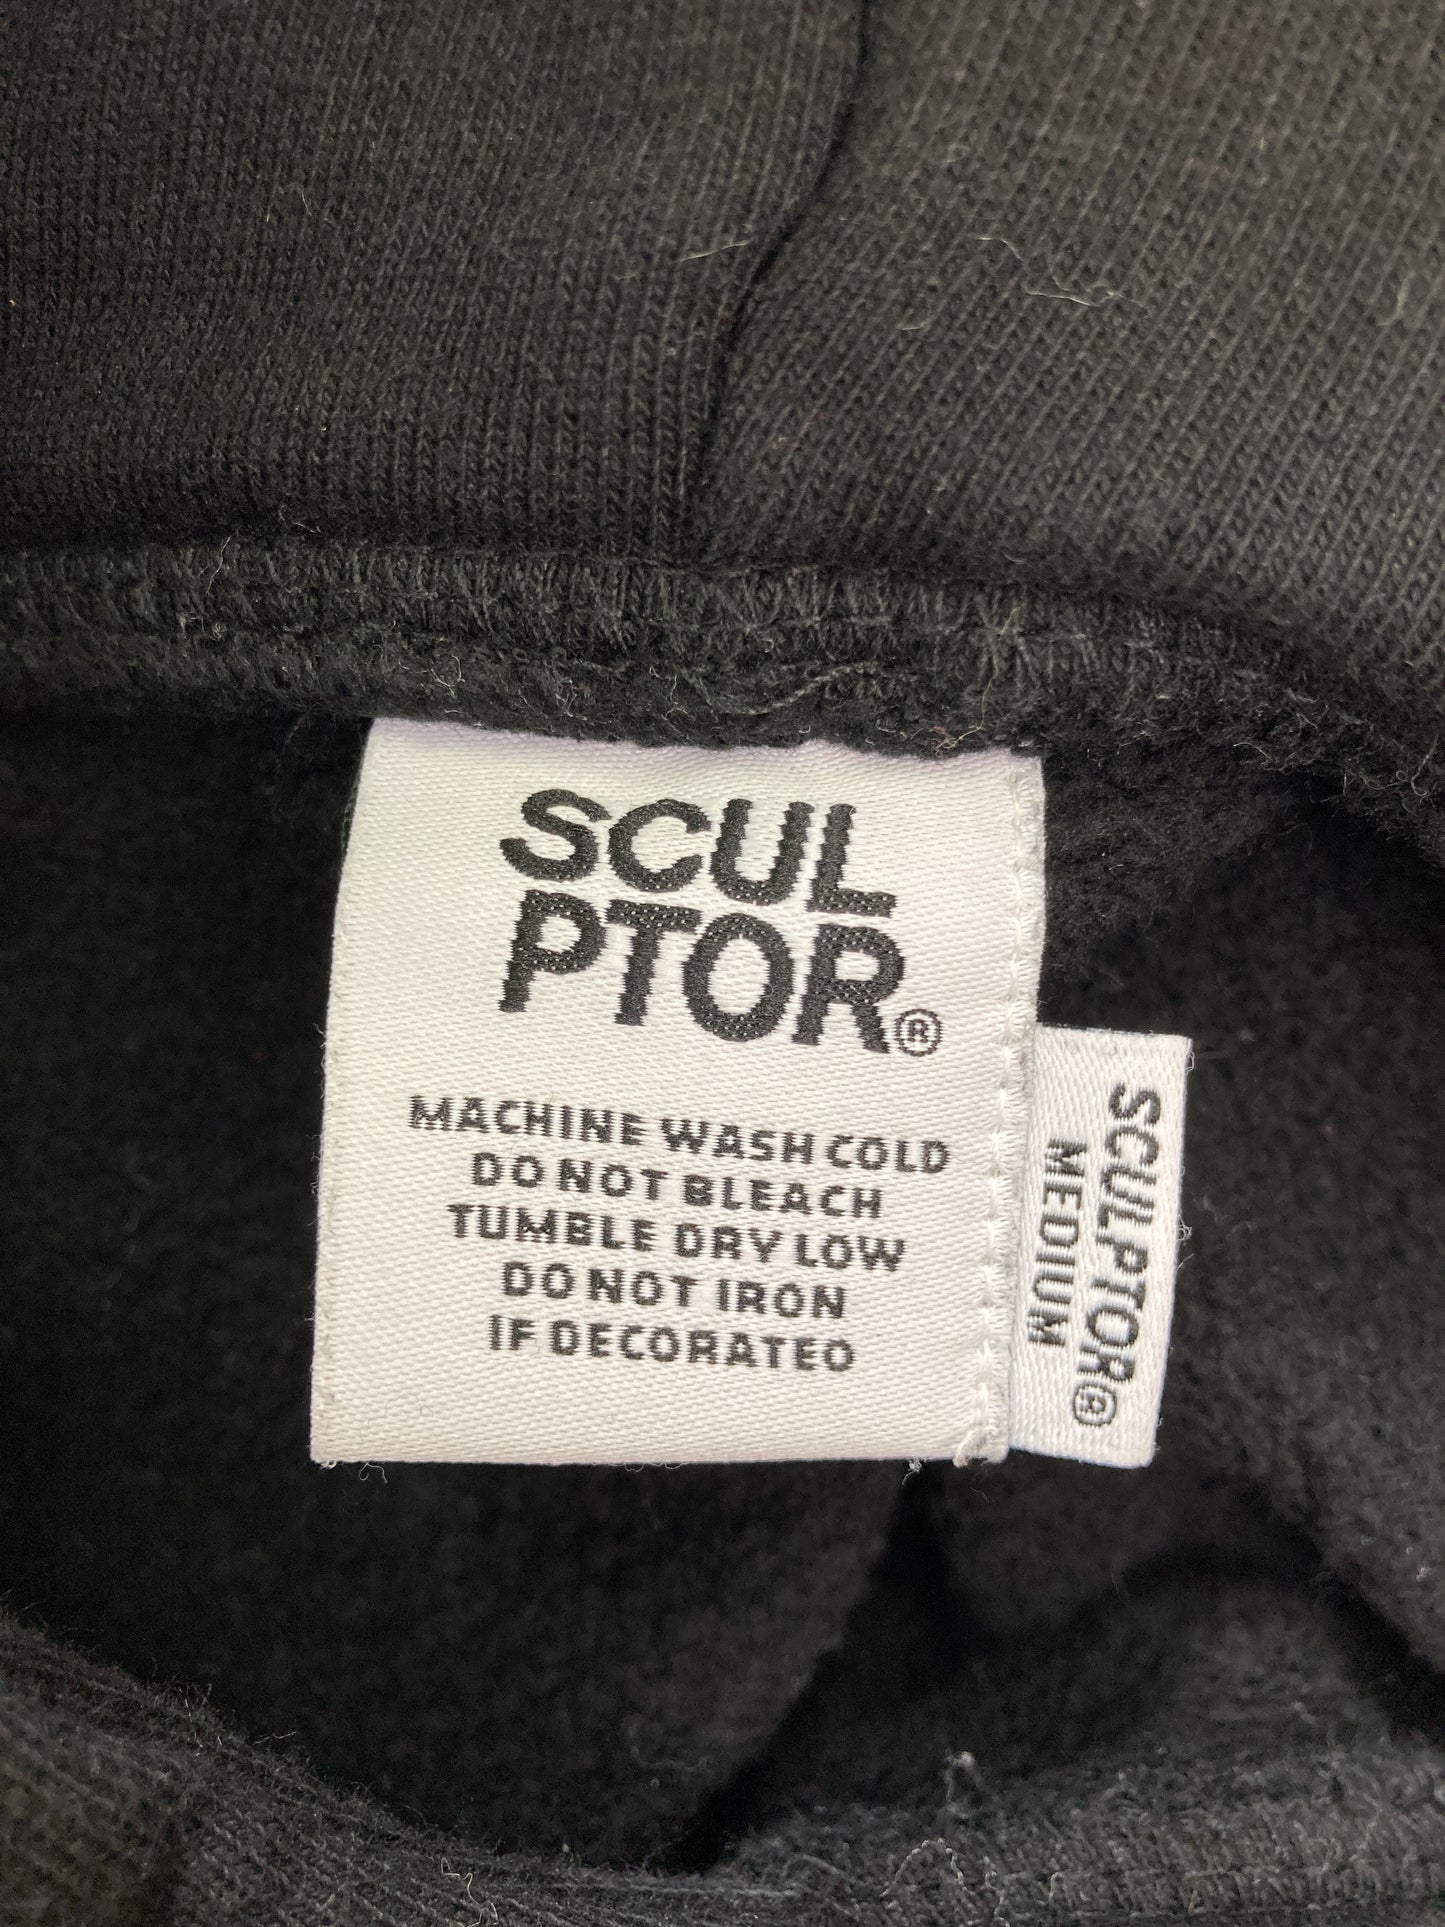 SCUL
PTOR®
MACHINE WASH COLD
DO NOT BLEACH
TUMBLE DRY LOW
DO NOT IRON
IF DECORATED
SCULPTOR®
MEDIUM